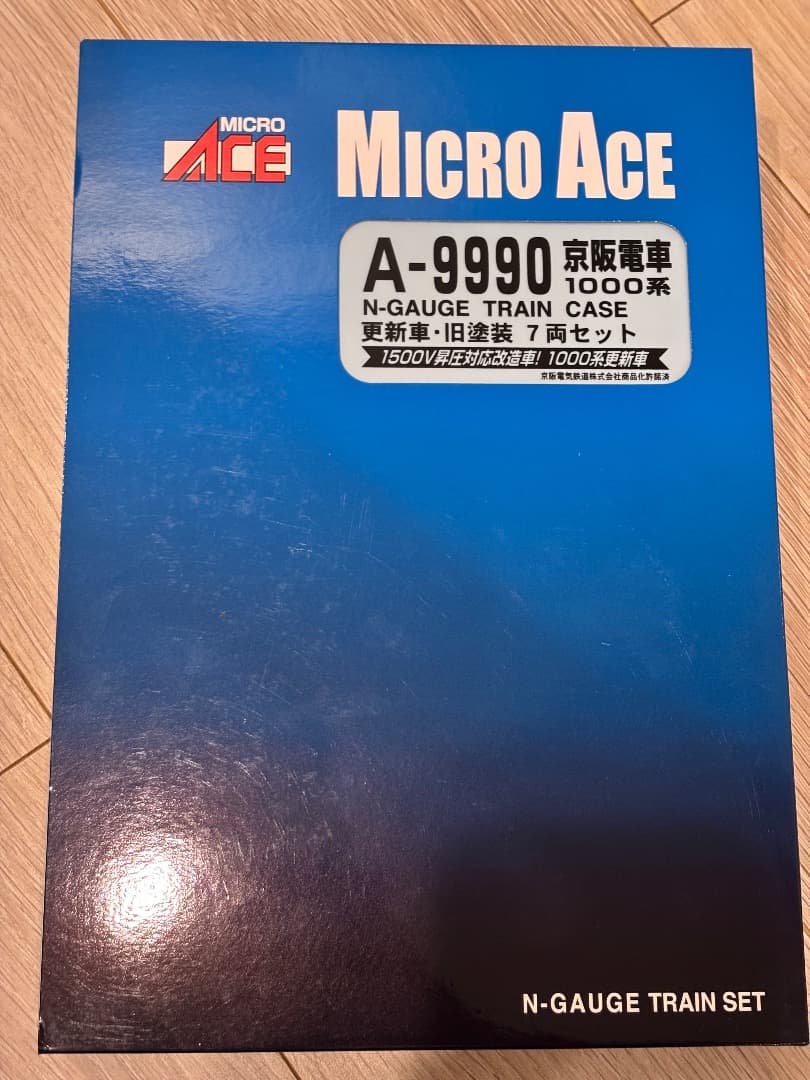 MICRO
ACE
MICRO ACE
A-9990 京阪電車
1000系
N-GAUGE TRAIN CASE
更新車・旧塗装 7両セット
1500V昇圧対応改造車! 1000系更新車
京阪電気鉄道株式会社商品化許諾済
N-GAUGE TRAIN SET